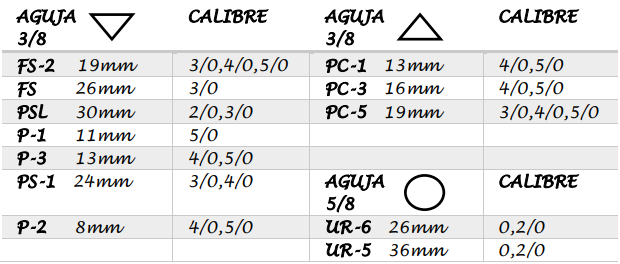 AGUJA 3/8 CALIBRE
FS-2 19mm 3/0,4/0,5/0
FS 26mm 3/0
PSL 30mm 2/0,3/0
P-1 11mm 5/0
P-3 13mm 4/0,5/0
PS-1 24mm 3/0,4/0
P-2 8mm 4/0,5/0
AGUJA 3/8 CALIBRE
PC-1 13mm 4/0,5/0
PC-3 16mm 4/0,5/0
PC-5 19mm 3/0,4/0,5/0
AGUJA 5/8 CALIBRE
UR-6 26mm 0,2/0
UR-5 36mm 0,2/0